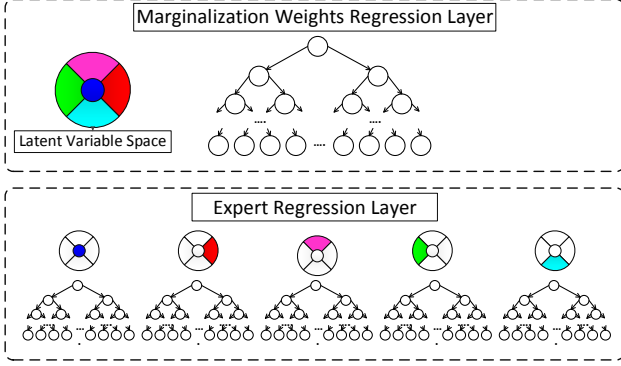 Marginalization Weights Regression Layer
Latent Variable Space
Expert Regression Layer